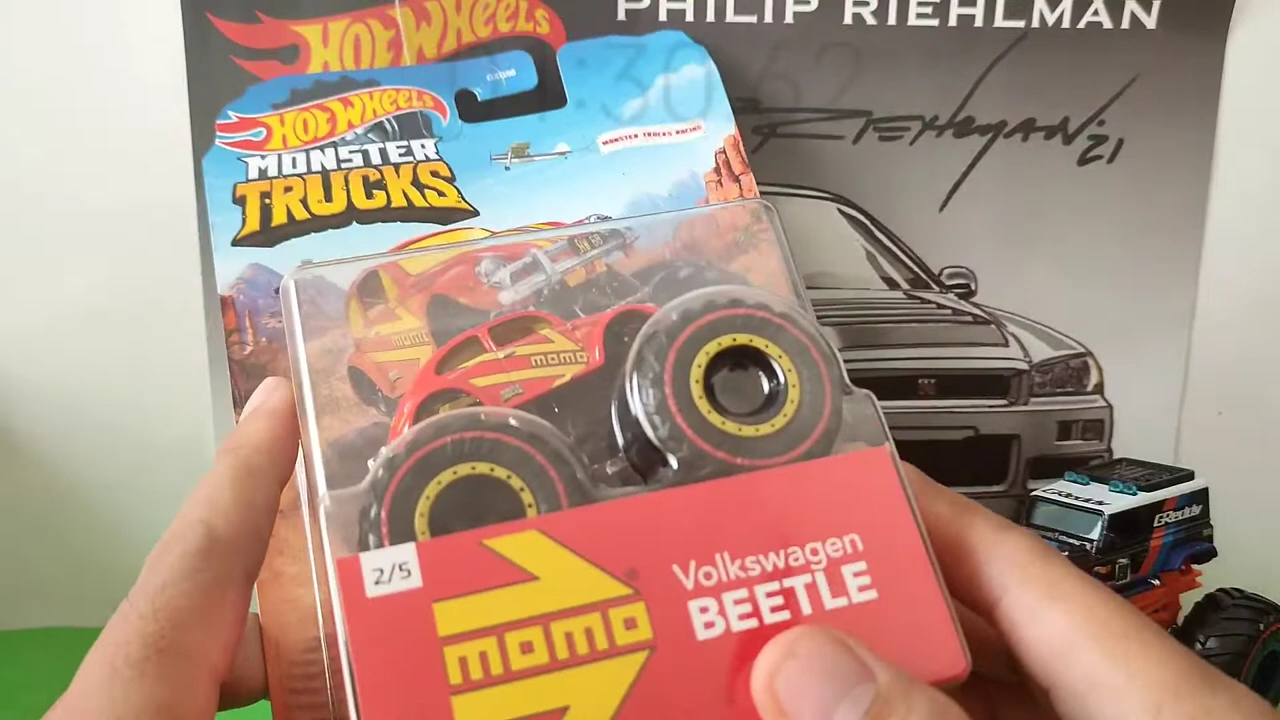 PHILIP RIEHLMAN
HOT WHEELS
RIEHLMAN '21
HOT WHEELS
MONSTER
TRUCKS
MONSTER TRUCKS RACING
momo
momo
2/5
momo
Volkswagen
BEETLE
GReddy
GReddy